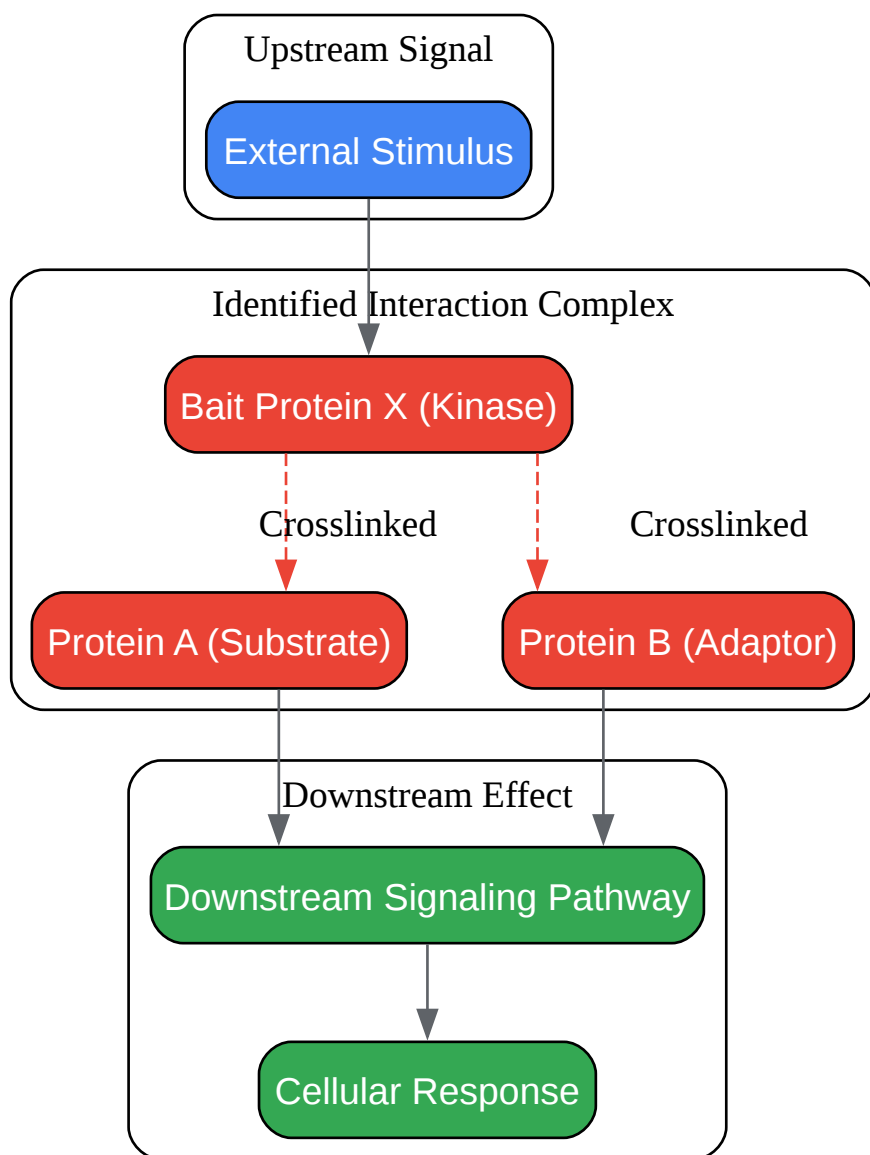 Upstream Signal
External Stimulus
Identified Interaction Complex
Bait Protein X (Kinase)
Crosslinked
Crosslinked
Protein A (Substrate)
Protein B (Adaptor)
Downstream Effect
Downstream Signaling Pathway
Cellular Response